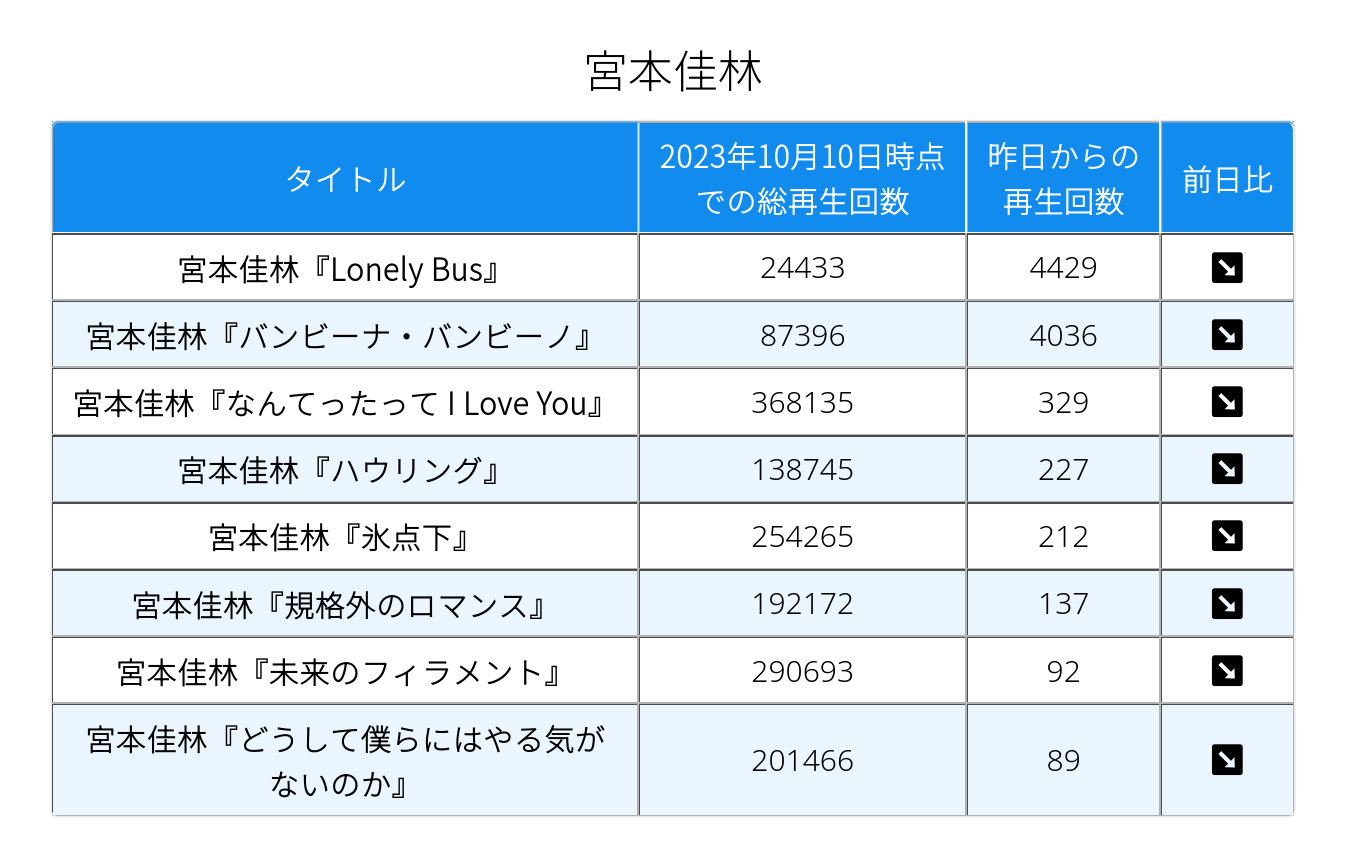 宮本佳林
タイトル
2023年10月10日時点
での総再生回数
昨日からの
再生回数
前日比
宮本佳林『Lonely Bus』
24433
4429
宮本佳林『バンビーナ・バンビーノ』
87396
4036
宮本佳林『なんてったって I Love You』
368135
329
宮本佳林『ハウリング』
138745
227
宮本佳林『氷点下』
254265
212
宮本佳林『規格外のロマンス』
192172
137
宮本佳林『未来のフィラメント』
290693
92
宮本佳林『どうして僕らにはやる気が
ないのか』
201466
89